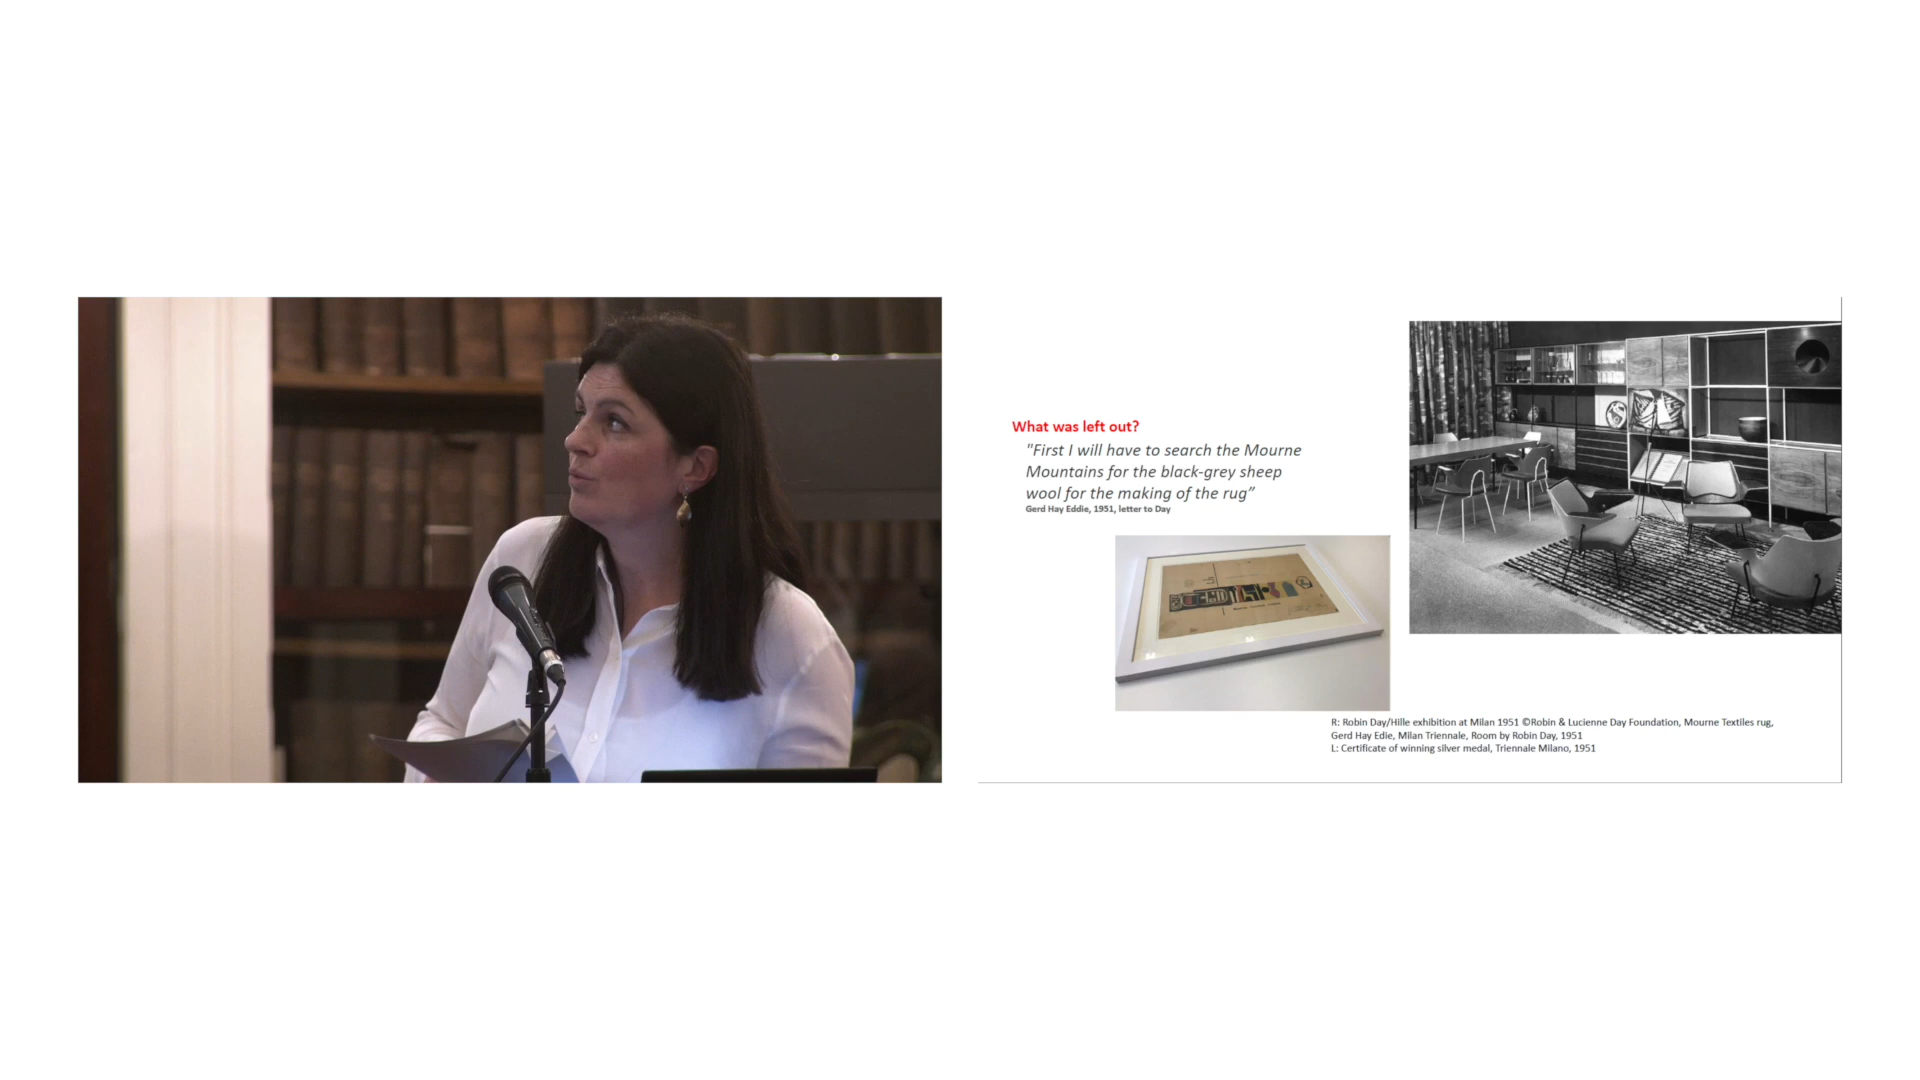 What was left out?
"First I will have to search the Mourne
Mountains for the black-grey sheep
wool for the making of the rug”
Gerd Hay Eddie, 1951, letter to Day
R: Robin Day/Hille exhibition at Milan 1951 ©Robin & Lucienne Day Foundation, Mourne Textiles rug,
Gerd Hay Edie, Milan Triennale, Room by Robin Day, 1951
L: Certificate of winning silver medal, Triennale Milano, 1951